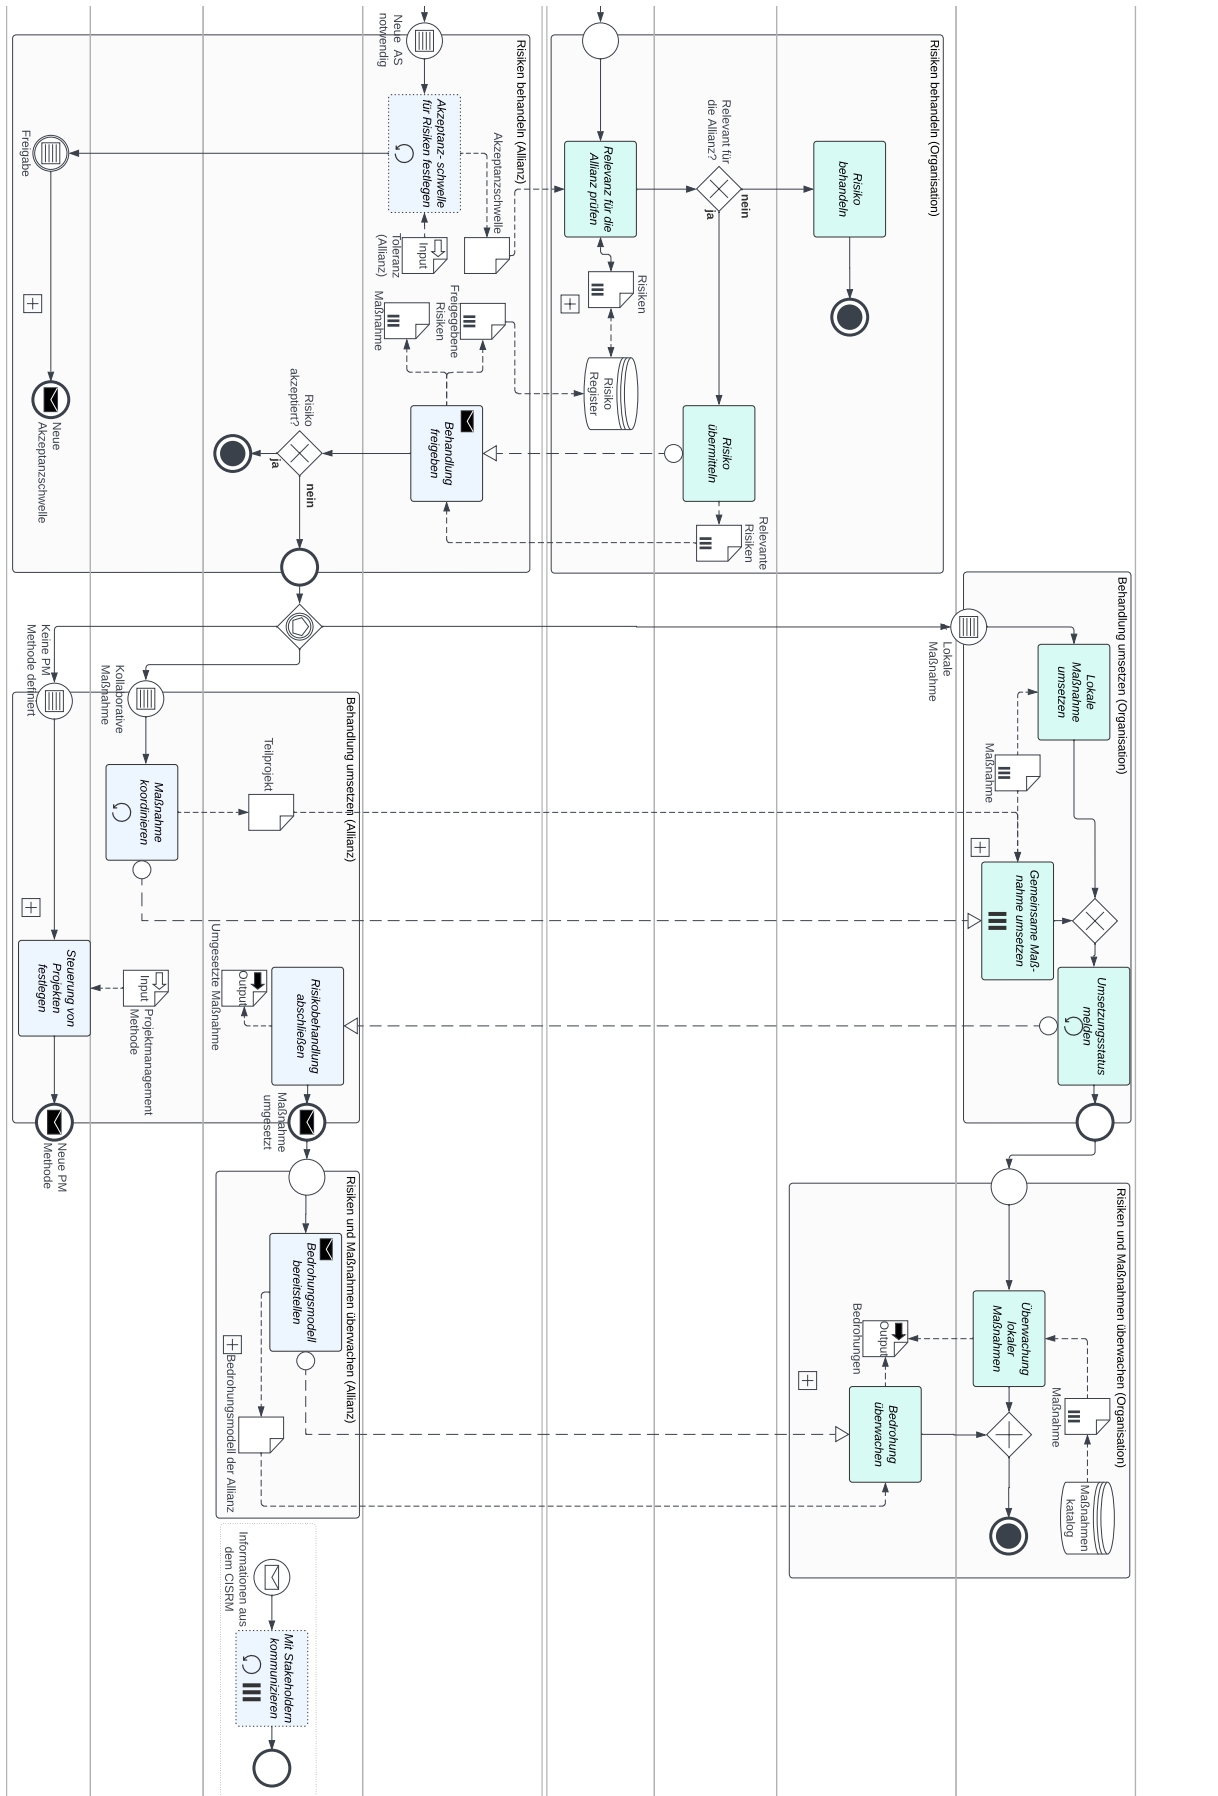 Behandlung umsetzen (Organisation)
Lokale
Maßnahme
Lokale
Maßnahme
umsetzen
Maßnahme
Gemeinsame Maß-
nahme umsetzen
Umsetzungsstatus
melden
Risiken und Maßnahmen überwachen (Organisation)
Überwachung
lokaler
Maßnahmen
Maßnahme
Maßnahmen
katalog
Output
Bedrohungen
Bedrohung
überwachen
Risiken behandeln (Organisation)
Risiko
behandeln
Relevant für
die Allianz?
nein
ja
Relevanz für die
Allianz prüfen
Risiken
Risiko
Register
Risiko
übermitteln
Relevante
Risiken
Risiken behandeln (Allianz)
Neue AS
notwendig
Akzeptanz- schwelle
für Risiken festlegen
Akzeptanzschwelle
Input
Toleranz
(Allianz)
Freigegebene
Risiken
Maßnahme
Behandlung
freigeben
Risiko
akzeptiert?
ja
nein
Freigabe
Neue
Akzeptanzschwelle
Behandlung umsetzen (Allianz)
Keine PM
Methode definiert
Kollaborative
Maßnahme
Maßnahme
koordinieren
Teilprojekt
Umgesetzte Maßnahme
Output
Risikobehandlung
abschließen
Maßnahme
umgesetzt
Input
Projektmanagement
Methode
Steuerung von
Projekten
festlegen
Neue PM
Methode
Risiken und Maßnahmen überwachen (Allianz)
Bedrohungsmodell
bereitstellen
Bedrohungsmodell der Allianz
Informationen aus
dem CISRM
Mit Stakeholdern
kommunizieren